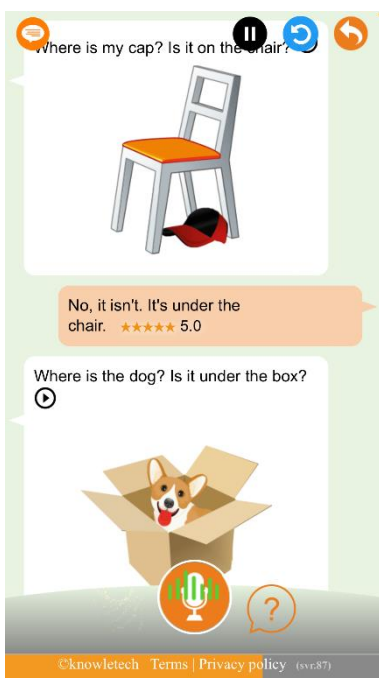 Where is my cap? Is it on the chair?
No, it isn't. It's under the
chair. ★★★★★ 5.0
Where is the dog? Is it under the box?
?
©knowletech Terms | Privacy policy (svr:87)